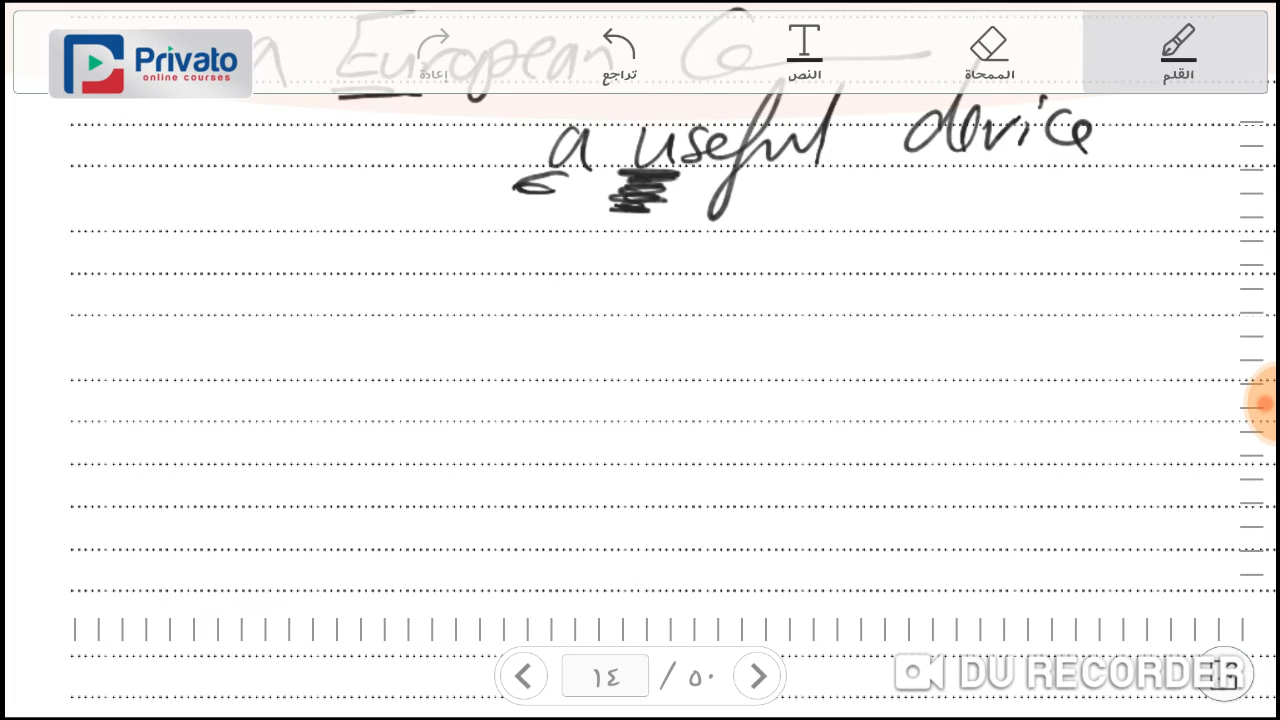 Privato
online courses
a European
إعادة
تراجع
النص
الممحاة
القلم
a useful device
١٤ / ٥٠
DU RECORDER